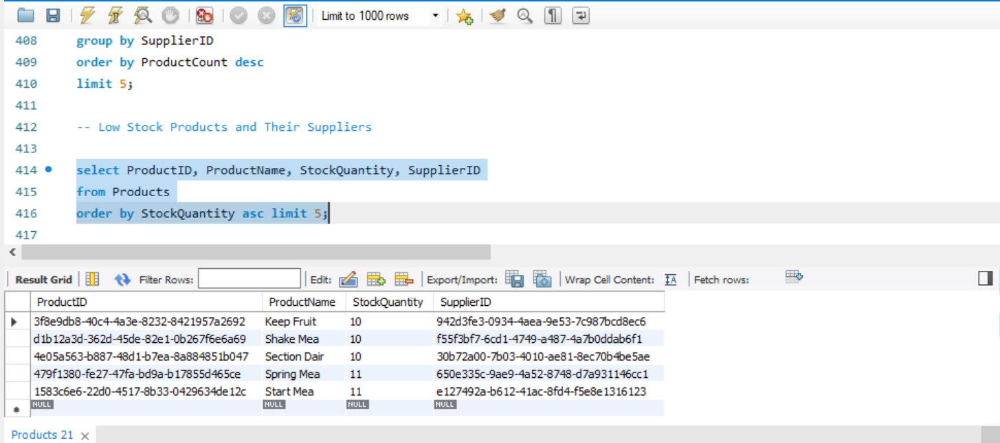 Limit to 1000 rows
408 group by SupplierID
409 order by ProductCount desc
410 limit 5;
411
412 -- Low Stock Products and Their Suppliers
413
414 select ProductID, ProductName, StockQuantity, SupplierID
415 from Products
416 order by StockQuantity asc limit 5;
417
Result Grid Filter Rows: Edit: Export/Import: Wrap Cell Content: IA Fetch rows:
ProductID ProductName StockQuantity SupplierID
3f8e9db8-40c4-4a3e-8232-8421957a2692 Keep Fruit 10 942d3fe3-0934-4aea-9e53-7c987bcd8ec6
d1b12a3d-362d-45de-82e1-0b267f6e6a69 Shake Mea 10 f55f3bf7-6cd1-4749-a487-4a7b0ddab6f1
4e05a563-b887-48d1-b7ea-8a884851b047 Section Dair 10 30b72a00-7b03-4010-ae81-8ec70b4be5ae
479f1380-fe27-47fa-bd9a-b17855d465ce Spring Mea 11 650e335c-9ae9-4a52-8748-d7a931146cc1
1583c6e6-22d0-4517-8b33-0429634de12c Start Mea 11 e127492a-b612-41ac-8fd4-f5e8e1316123
NULL NULL NULL NULL
Products 21